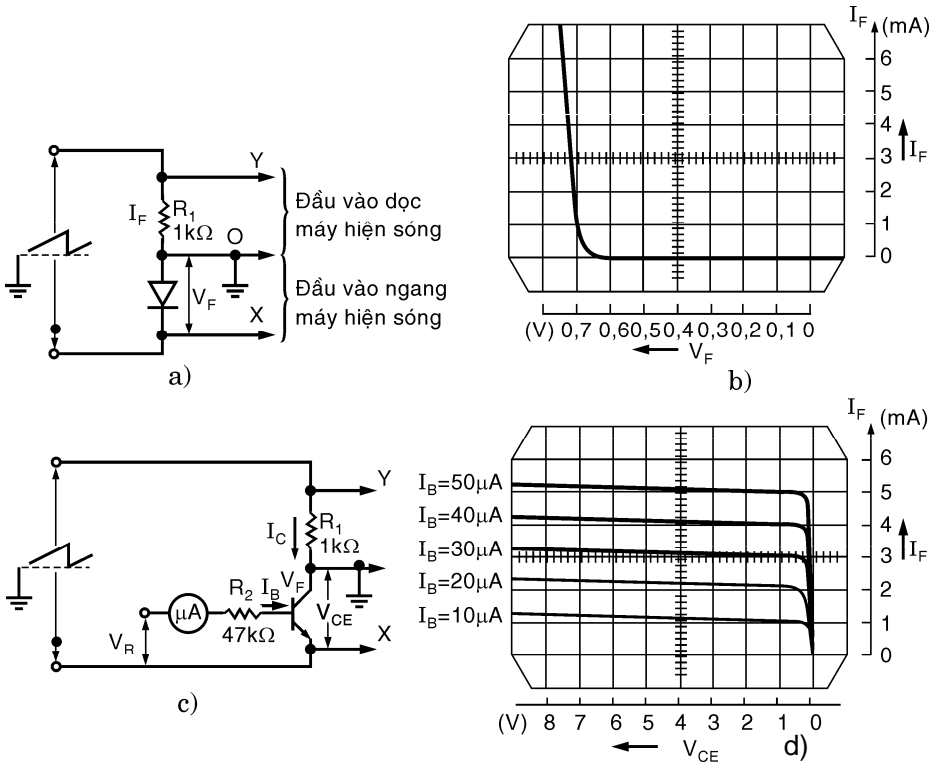 Y
I_F
R_1
1kΩ
O
V_F
X
Đầu vào dọc
máy hiện sóng
Đầu vào ngang
máy hiện sóng
a)
I_F (mA)
6
5
4
3
2
1
0
I_F
(V) 0,7 0,6 0,5 0,4 0,3 0,2 0,1 0
V_F
b)
Y
I_C
R_1
1kΩ
R_2
I_B
V_F
μA
47kΩ
V_CE
V_R
X
c)
I_F (mA)
6
5
4
3
2
1
0
I_F
I_B=50μA
I_B=40μA
I_B=30μA
I_B=20μA
I_B=10μA
(V) 8 7 6 5 4 3 2 1 0
V_CE
d)